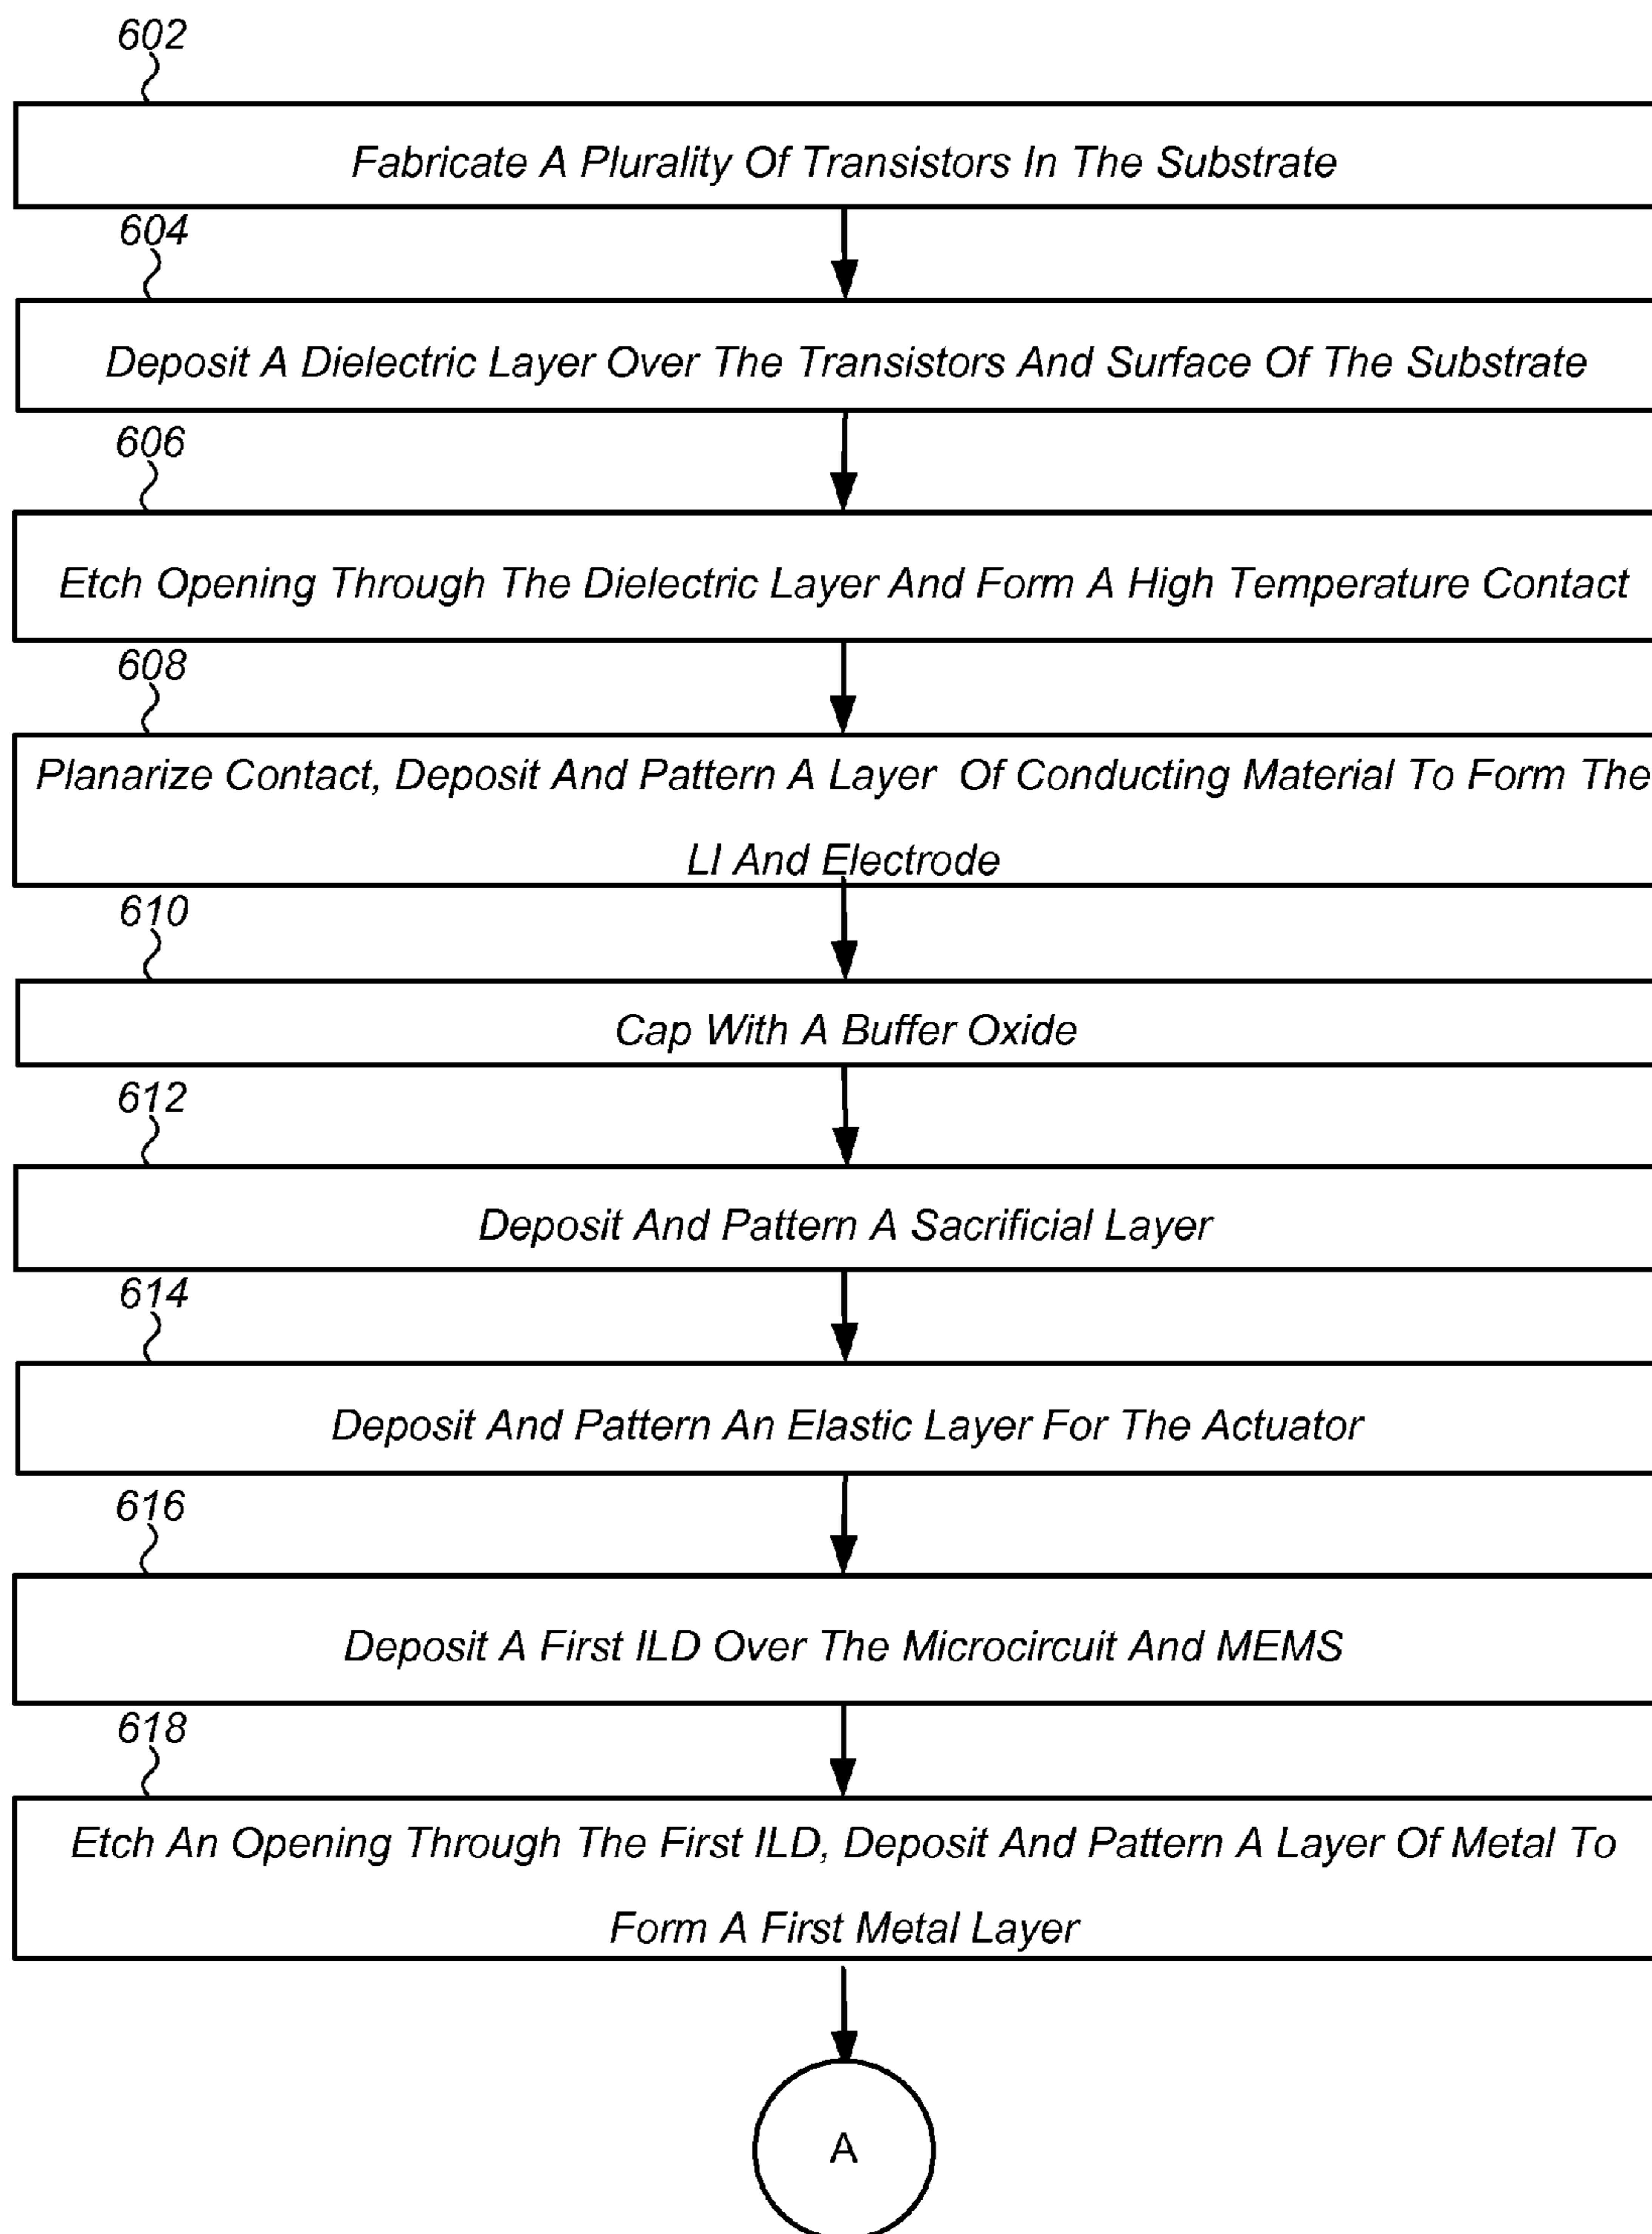 602
Fabricate A Plurality Of Transistors In The Substrate
604
Deposit A Dielectric Layer Over The Transistors And Surface Of The Substrate
606
Etch Opening Through The Dielectric Layer And Form A High Temperature Contact
608
Planarize Contact, Deposit And Pattern A Layer Of Conducting Material To Form The
LI And Electrode
610
Cap With A Buffer Oxide
612
Deposit And Pattern A Sacrificial Layer
614
Deposit And Pattern An Elastic Layer For The Actuator
616
Deposit A First ILD Over The Microcircuit And MEMS
618
Etch An Opening Through The First ILD, Deposit And Pattern A Layer Of Metal To
Form A First Metal Layer
A